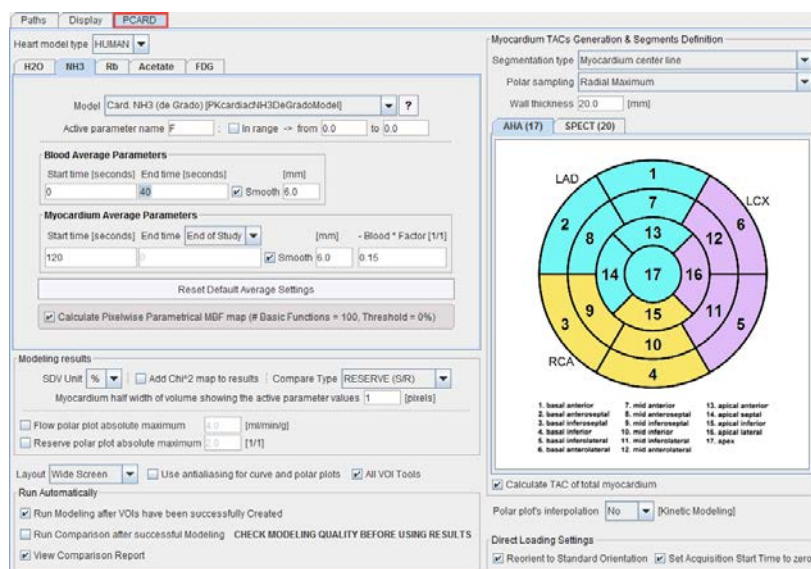 Paths Display PCARD
Heart model type HUMAN
H2O NH3 Rb Acetate FDG
Model Card. NH3 (de Grado) [PKcardiacNH3DeGradoModel] ?
Active parameter name F : In range -> from 0.0 to 0.0
Blood Average Parameters
Start time [seconds] End time [seconds] [mm]
0 40 Smooth 6.0
Myocardium Average Parameters
Start time [seconds] End time End of Study [mm] - Blood * Factor [1/1]
120 0 Smooth 6.0 0.15
Reset Default Average Settings
Calculate Pixelwise Parametrical MBF map (# Basic Functions = 100, Threshold = 0%)
Modeling results
SDV Unit % Add Chi^2 map to results Compare Type RESERVE (S/R)
Myocardium half width of volume showing the active parameter values 1 [pixels]
Flow polar plot absolute maximum 4.0 [ml/min/g]
Reserve polar plot absolute maximum 2.0 [1/1]
Layout Wide Screen Use antialiasing for curve and polar plots All VOI Tools
Run Automatically
Run Modeling after VOIs have been successfully Created
Run Comparison after successful Modeling CHECK MODELING QUALITY BEFORE USING RESULTS
View Comparison Report
Myocardium TACs Generation & Segments Definition
Segmentation type Myocardium center line
Polar sampling Radial Maximum
Wall thickness 20.0 [mm]
AHA (17) SPECT (20)
LAD
LCX
RCA
1
7
2 6
8 13 12
14 17 16
9 15 11
3 5
10
4
1. basal anterior 7. mid anterior 13. apical anterior
2. basal anteroseptal 8. mid anteroseptal 14. apical septal
3. basal inferoseptal 9. mid inferoseptal 15. apical inferior
4. basal inferior 10. mid inferior 16. apical lateral
5. basal inferolateral 11. mid inferolateral 17. apex
6. basal anterolateral 12. mid anterolateral
Calculate TAC of total myocardium
Polar plot's interpolation No [Kinetic Modeling]
Direct Loading Settings
Reorient to Standard Orientation Set Acquisition Start Time to zero